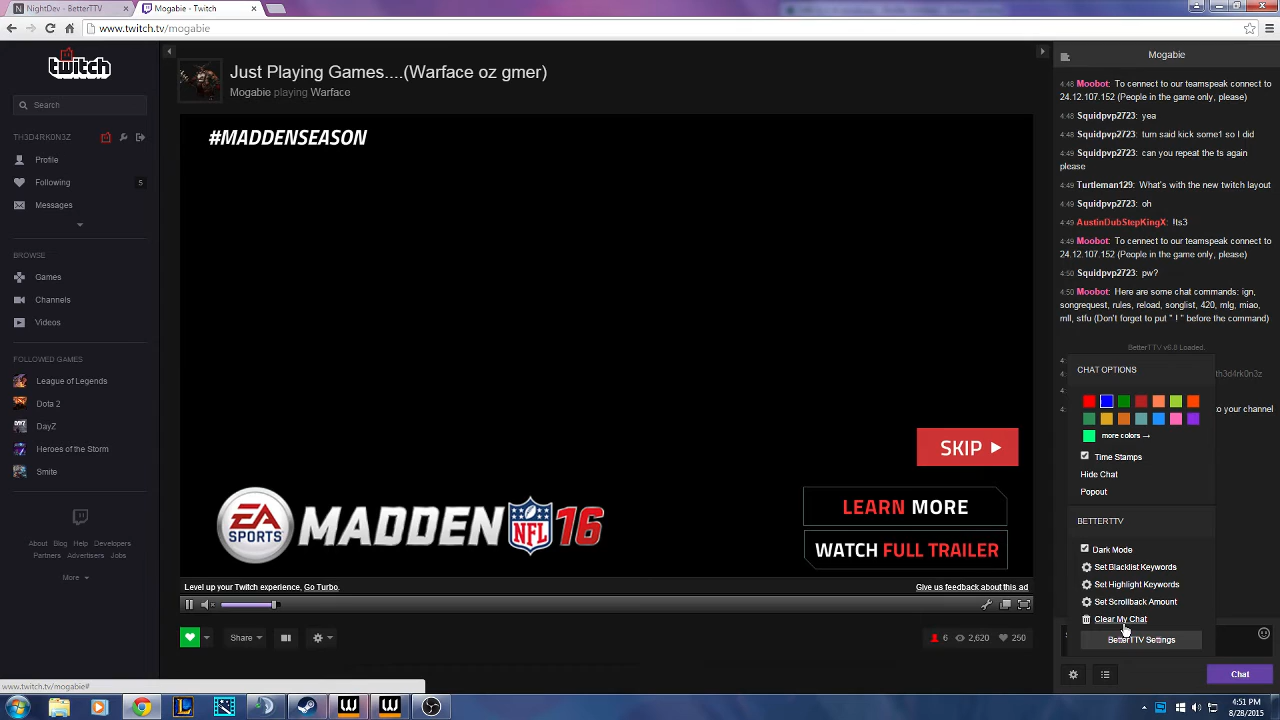 NightDev - BetterTTV
Mogabie - Twitch
www.twitch.tv/mogabie
twitch
Search
TH3D4RK0N3Z
Profile
Following 5
Messages
BROWSE
Games
Channels
Videos
FOLLOWED GAMES
League of Legends
Dota 2
DayZ
Heroes of the Storm
Smite
About Blog Help Developers
Partners Advertisers Jobs
More
Just Playing Games....(Warface oz gmer)
Mogabie playing Warface
#MADDENSEASON
SKIP
EA
SPORTS
MADDEN NFL 16
LEARN MORE
WATCH FULL TRAILER
Level up your Twitch experience, Go Turbo.
Give us feedback about this ad
Share
6 2,620 250
Mogabie
4:48 Moobot: To cennect to our teamspeak connect to
24.12.107.152 (People in the game only, please)
4:48 Squidpvp2723: yea
4:48 Squidpvp2723: turn said kick some1 so I did
4:49 Squidpvp2723: can you repeat the ts again
please
4:49 Turtleman129: What's with the new twitch layout
4:49 Squidpvp2723: oh
4:49 AustinDubStepKingX: !ts3
4:49 Moobot: To cennect to our teamspeak connect to
24.12.107.152 (People in the game only, please)
4:50 Squidpvp2723: pw?
4:50 Moobot: Here are some chat commands: ign,
songrequest, rules, reload, songlist, 420, mlg, miao,
mll, stfu (Don't forget to put " ! " before the command)
BetterTTV v6.8 Loaded.
th3d4rk0n3z
to your channel
CHAT OPTIONS
more colors →
Time Stamps
Hide Chat
Popout
BETTERTTV
Dark Mode
Set Blacklist Keywords
Set Highlight Keywords
Set Scrollback Amount
Clear My Chat
BetterTTV Settings
Chat
www.twitch.tv/mogabie#
4:51 PM
8/28/2015